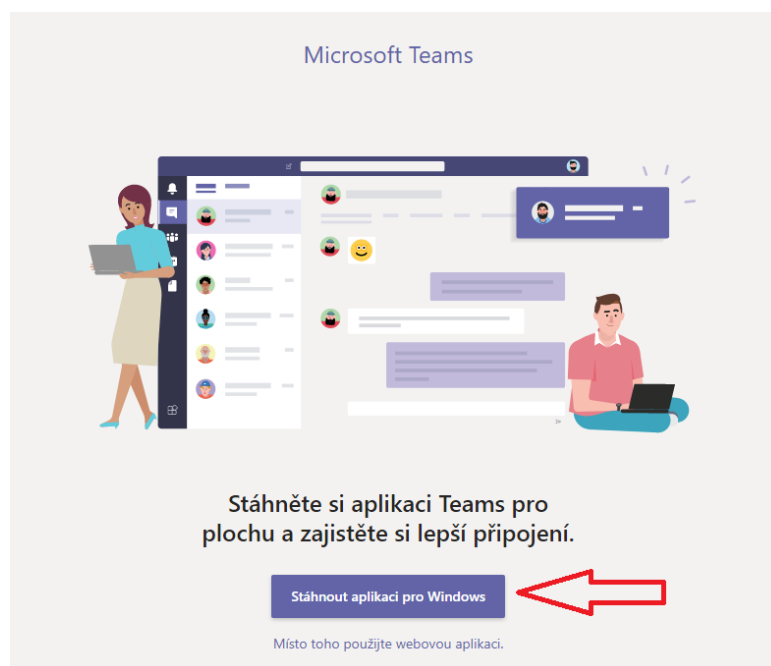 Microsoft Teams
Stáhněte si aplikaci Teams pro
plochu a zajistěte si lepší připojení.
Stáhnout aplikaci pro Windows
Místo toho použijte webovou aplikaci.